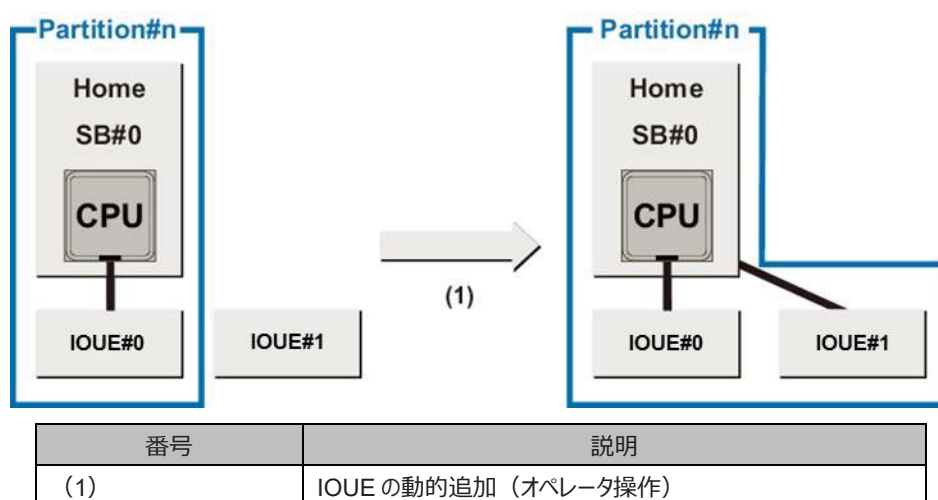 Partition#n
Home
SB#0
CPU
IOUE#0
IOUE#1
(1)
Partition#n
Home
SB#0
CPU
IOUE#0
IOUE#1
番号 説明
（1） IOUE の動的追加（オペレータ操作）